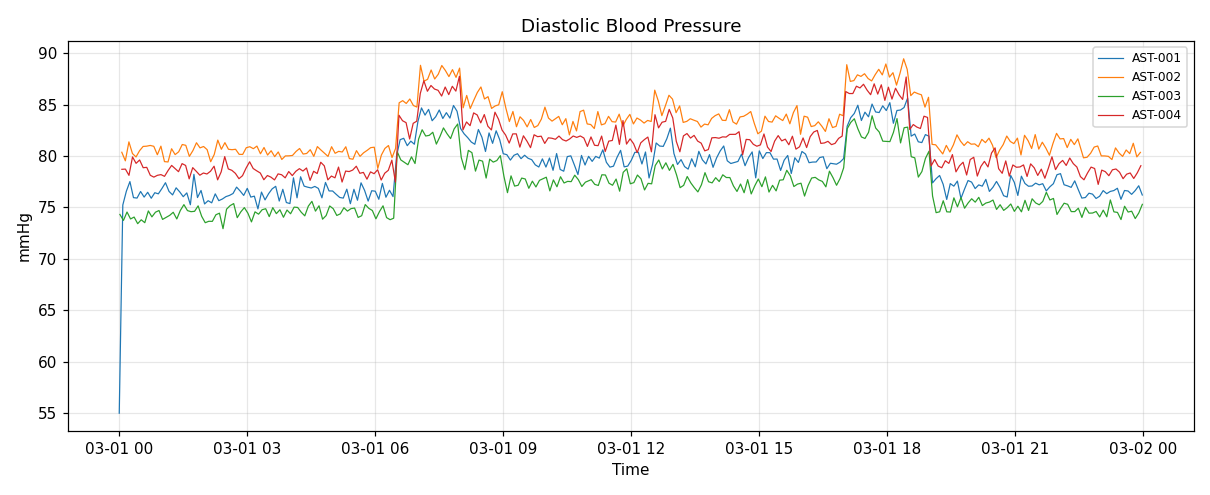 Diastolic Blood Pressure
90
85
80
75
70
65
60
55
mmHg
AST-001
AST-002
AST-003
AST-004
03-01 00
03-01 03
03-01 06
03-01 09
03-01 12
03-01 15
03-01 18
03-01 21
03-02 00
Time